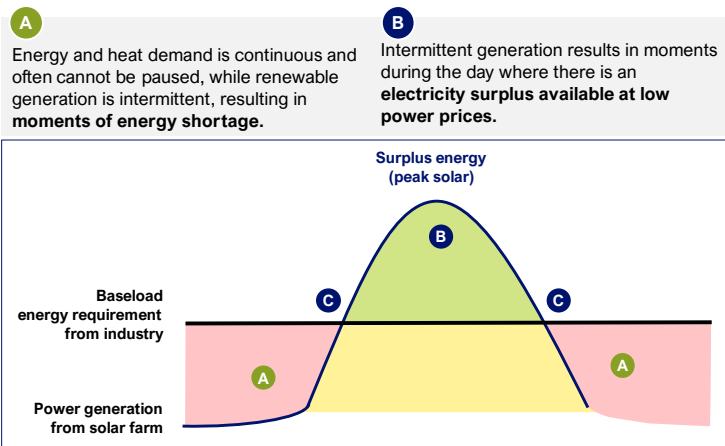 A
Energy and heat demand is continuous and
often cannot be paused, while renewable
generation is intermittent, resulting in
moments of energy shortage.
B
Intermittent generation results in moments
during the day where there is an
electricity surplus available at low
power prices.
Surplus energy
(peak solar)
B
C
C
Baseload
energy requirement
from industry
A
A
Power generation
from solar farm